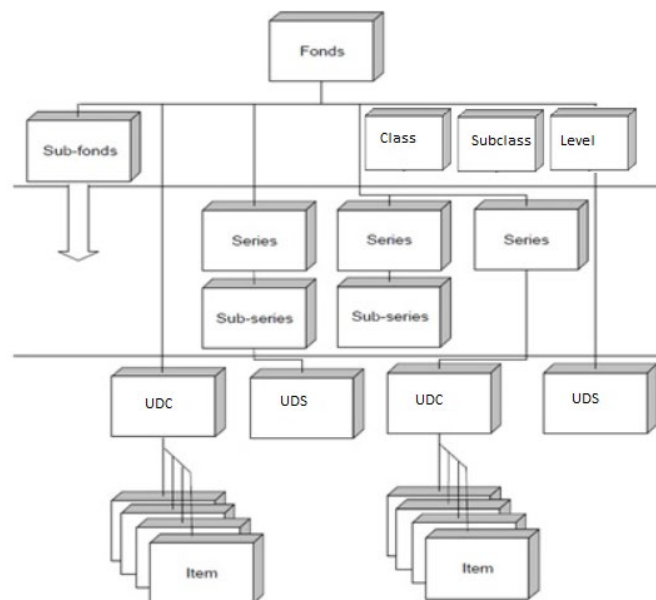 Fonds
Sub-fonds
Class
Subclass
Level
Series
Series
Series
Sub-series
Sub-series
UDC
UDS
UDC
UDS
Item
Item